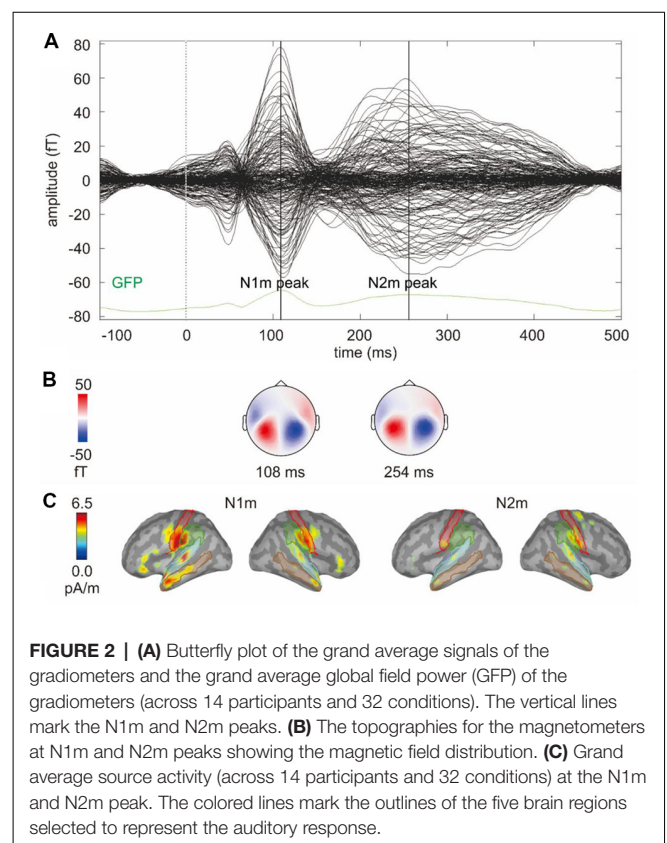 A
80
60
40
20
0
-20
-40
-60
-80
amplitude (fT)
GFP
N1m peak
N2m peak
-100 0 100 200 300 400 500
time (ms)
B
50
-50
fT
108 ms
254 ms
C
6.5
0.0
pA/m
N1m
N2m
FIGURE 2 | (A) Butterfly plot of the grand average signals of the
gradiometers and the grand average global field power (GFP) of the
gradiometers (across 14 participants and 32 conditions). The vertical lines
mark the N1m and N2m peaks. (B) The topographies for the magnetometers
at N1m and N2m peaks showing the magnetic field distribution. (C) Grand
average source activity (across 14 participants and 32 conditions) at the N1m
and N2m peak. The colored lines mark the outlines of the five brain regions
selected to represent the auditory response.